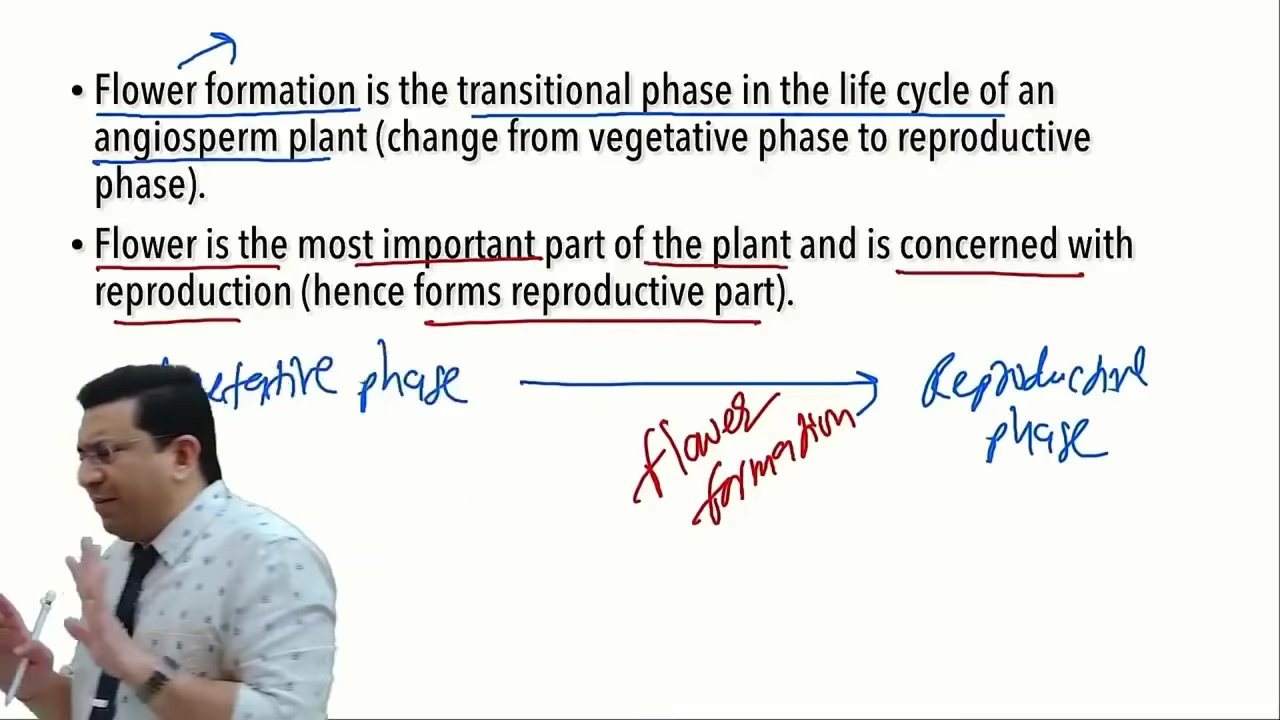 • Flower formation is the transitional phase in the life cycle of an
angiosperm plant (change from vegetative phase to reproductive
phase).
• Flower is the most important part of the plant and is concerned with
reproduction (hence forms reproductive part).
phase
Reproductive
phase
flower
formation